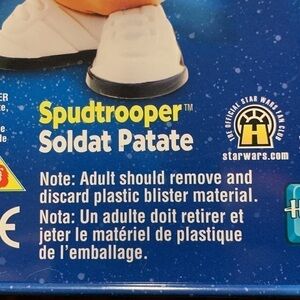 Spudtrooper™
Soldat Patate
THE OFFICIAL STAR WARS FAN CLUB
starwars.com
Note: Adult should remove and
discard plastic blister material.
Nota: Un adulte doit retirer et
jeter le matériel de plastique
de l'emballage.
CE